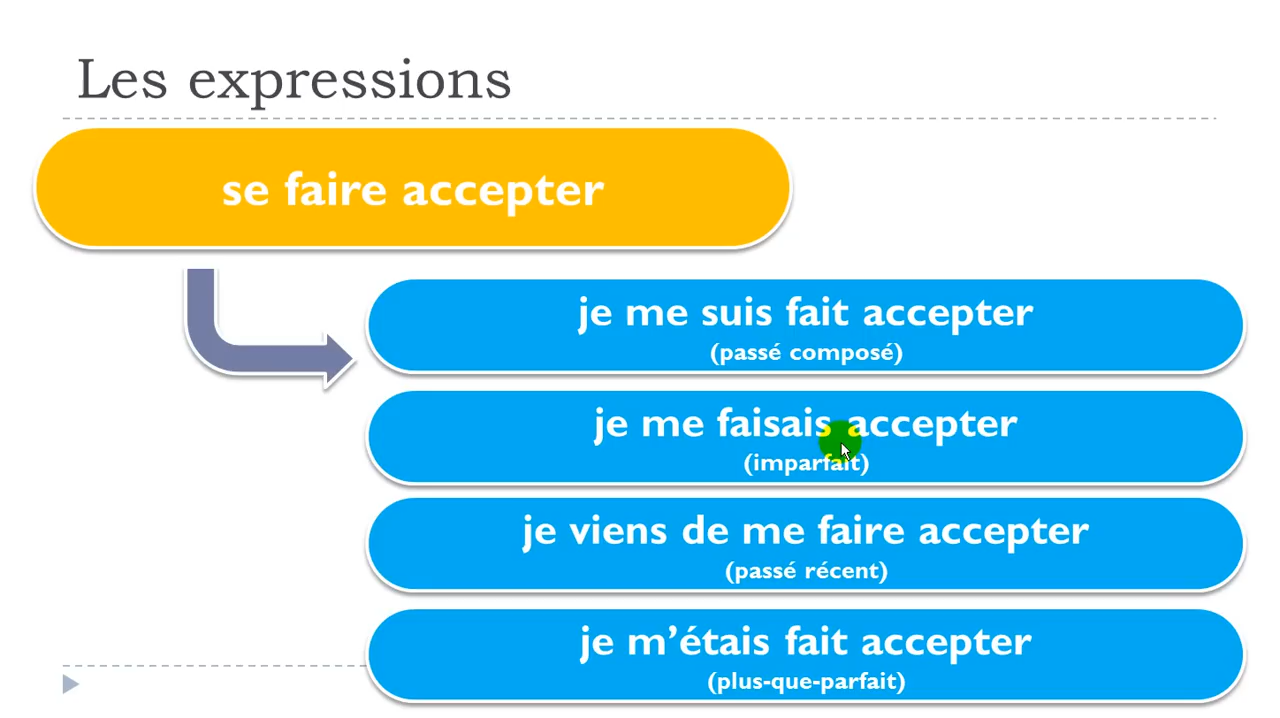 Les expressions
se faire accepter
je me suis fait accepter
(passé composé)
je me faisais accepter
(imparfait)
je viens de me faire accepter
(passé récent)
je m’étais fait accepter
(plus-que-parfait)